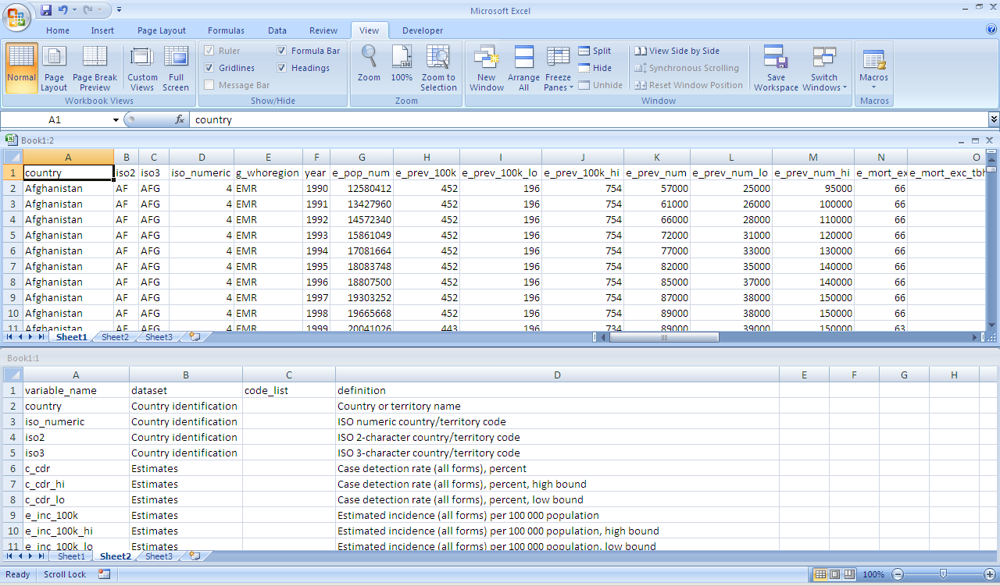 Microsoft Excel
Home Insert Page Layout Formulas Data Review View Developer
Normal Page Layout Page Break Preview Custom Views Full Screen
Workbook Views
Ruler Formula Bar
Gridlines Headings
Message Bar
Show/Hide
Zoom 100% Zoom to Selection
Zoom
New Window Arrange All Freeze Panes
Split View Side by Side
Hide Synchronous Scrolling
Unhide Reset Window Position
Save Workspace Switch Windows
Window
Macros
Macros
A1 fx country
Book1:2
A B C D E F G H I J K L M N O
1 country iso2 iso3 iso_numeric g_whoregion year e_pop_num e_prev_100k e_prev_100k_lo e_prev_100k_hi e_prev_num e_prev_num_lo e_prev_num_hi e_mort_ex e_mort_exc_tbh
2 Afghanistan AF AFG 4 EMR 1990 12580412 452 196 754 57000 25000 95000 66
3 Afghanistan AF AFG 4 EMR 1991 13427960 452 196 754 61000 26000 100000 66
4 Afghanistan AF AFG 4 EMR 1992 14572340 452 196 754 66000 28000 110000 66
5 Afghanistan AF AFG 4 EMR 1993 15861049 452 196 754 72000 31000 120000 66
6 Afghanistan AF AFG 4 EMR 1994 17081664 452 196 754 77000 33000 130000 66
7 Afghanistan AF AFG 4 EMR 1995 18083748 452 196 754 82000 35000 140000 66
8 Afghanistan AF AFG 4 EMR 1996 18807500 452 196 754 85000 37000 140000 66
9 Afghanistan AF AFG 4 EMR 1997 19303252 452 196 754 87000 38000 150000 66
10 Afghanistan AF AFG 4 EMR 1998 19665668 452 196 754 89000 38000 150000 66
11 Afghanistan AF AFG 4 EMR 1999 20041026 443 196 734 89000 39000 150000 63
Sheet1 Sheet2 Sheet3
Book1:1
A B C D E F G H
1 variable_name dataset code_list definition
2 country Country identification Country or territory name
3 iso_numeric Country identification ISO numeric country/territory code
4 iso2 Country identification ISO 2-character country/territory code
5 iso3 Country identification ISO 3-character country/territory code
6 c_cdr Estimates Case detection rate (all forms), percent
7 c_cdr_hi Estimates Case detection rate (all forms), percent, high bound
8 c_cdr_lo Estimates Case detection rate (all forms), percent, low bound
9 e_inc_100k Estimates Estimated incidence (all forms) per 100 000 population
10 e_inc_100k_hi Estimates Estimated incidence (all forms) per 100 000 population, high bound
11 e_inc_100k_lo Estimates Estimated incidence (all forms) per 100 000 population, low bound
Sheet1 Sheet2 Sheet3
Ready Scroll Lock 100%